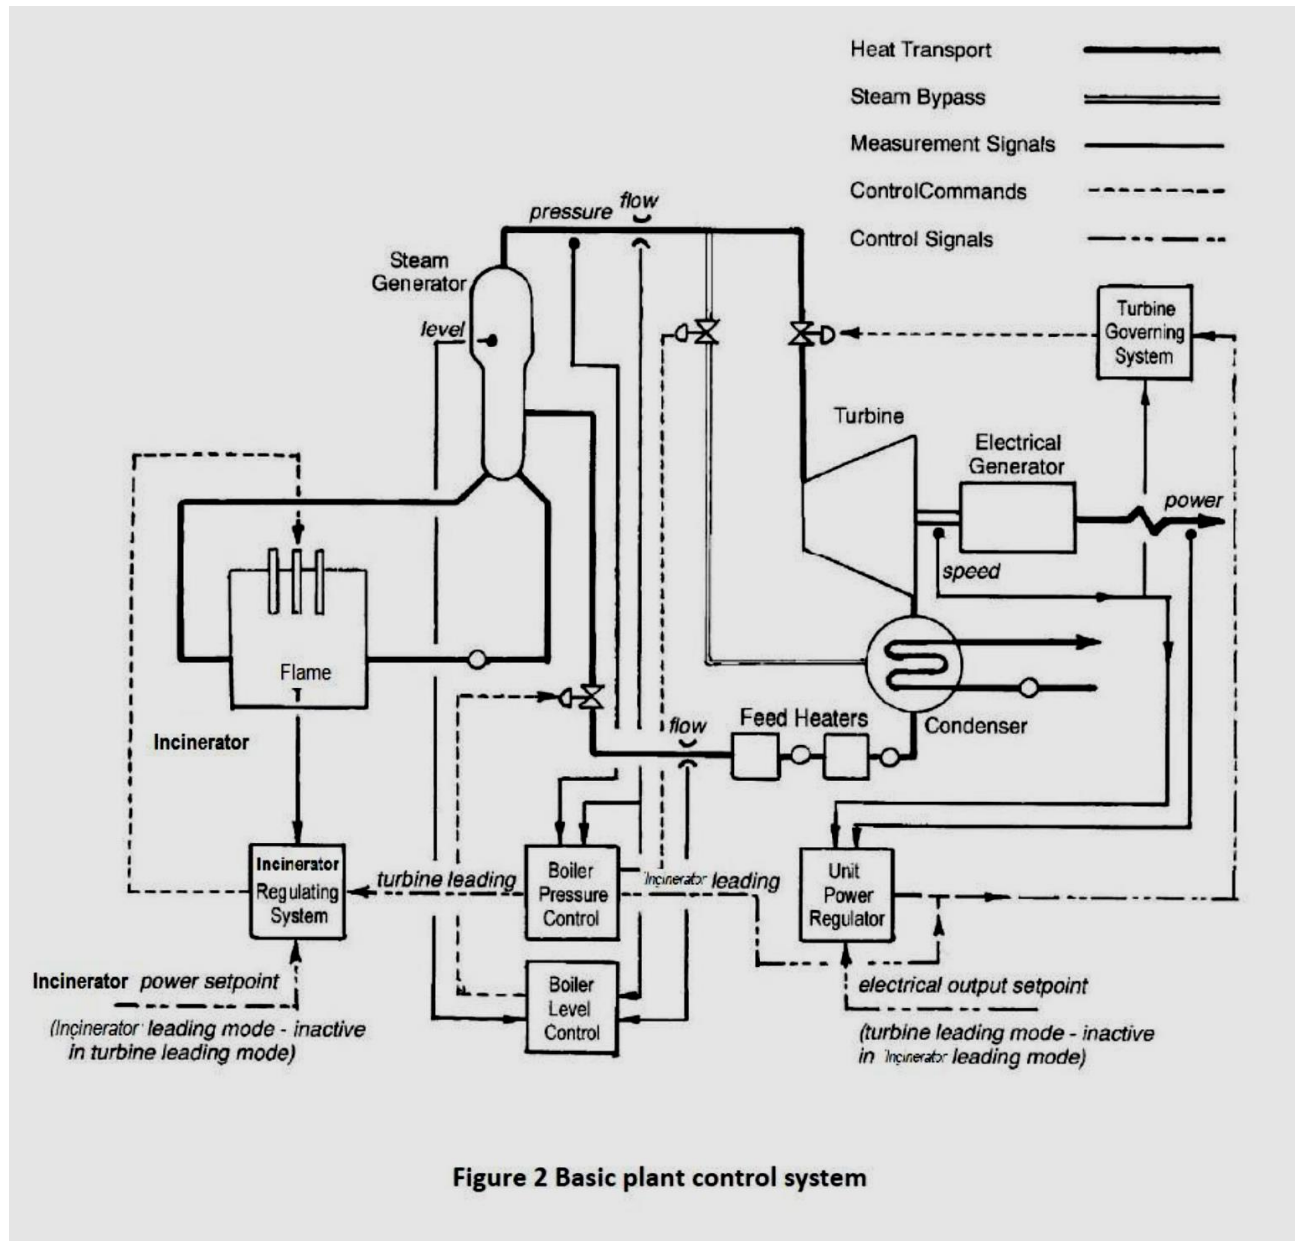 Heat Transport
Steam Bypass
Measurement Signals
ControlCommands
Control Signals
flow
pressure
Steam
Generator
level
Turbine
Governing
System
Turbine
Electrical
Generator
power
speed
Flame
Incinerator
flow
Feed Heaters
Condenser
Incinerator
Regulating
System
turbine leading
Boiler
Pressure
Control
Incinerator leading
Unit
Power
Regulator
Incinerator power setpoint
(Incinerator leading mode - inactive
in turbine leading mode)
Boiler
Level
Control
electrical output setpoint
(turbine leading mode - inactive
in Incinerator leading mode)
Figure 2 Basic plant control system